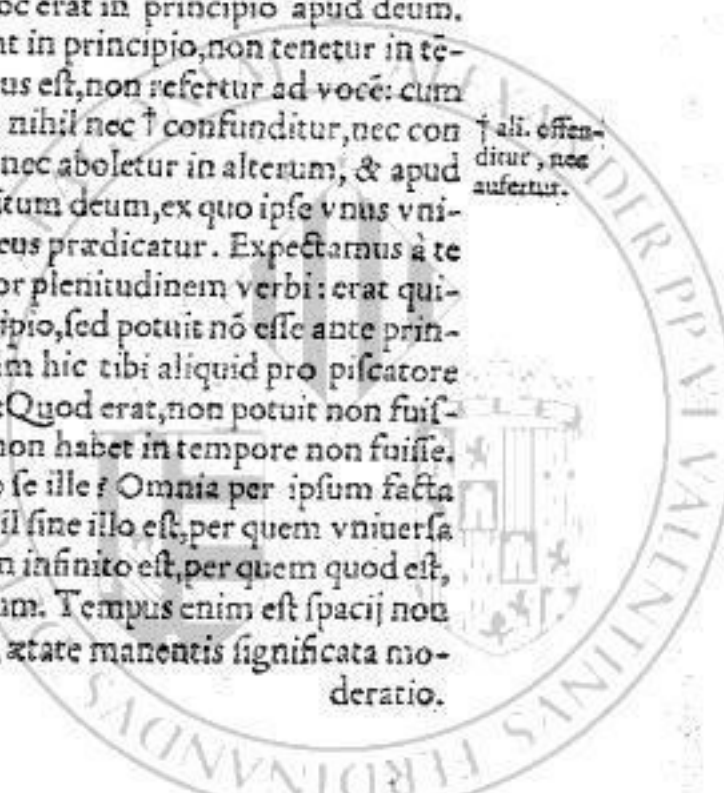 oc erat in principio apud deum.
nt in principio,non tenetur in tē-
us eſt,non refertur ad vocē: cum
nihil nec † confunditur,nec con
nec aboletur in alterum, & apud
ſitum deum,ex quo ipſe vnus vni-
eus prædicatur. Expectamus à te
or plenitudinem verbi: erat qui-
ipio,ſed potuit nō eſſe ante prin-
m hic tibi aliquid pro piſcatore
:Quod erat,non potuit non fuiſ-
non habet in tempore non fuiſſe.
ſe ille? Omnia per ipſum facta
il ſine illo eſt,per quem vniuerſa
n infinito eſt,per quem quod eſt,
um. Tempus enim eſt ſpacij non
ætate manentis ſignificata mo-
deratio.
† ali. offen-
ditur, nec
aufertur.